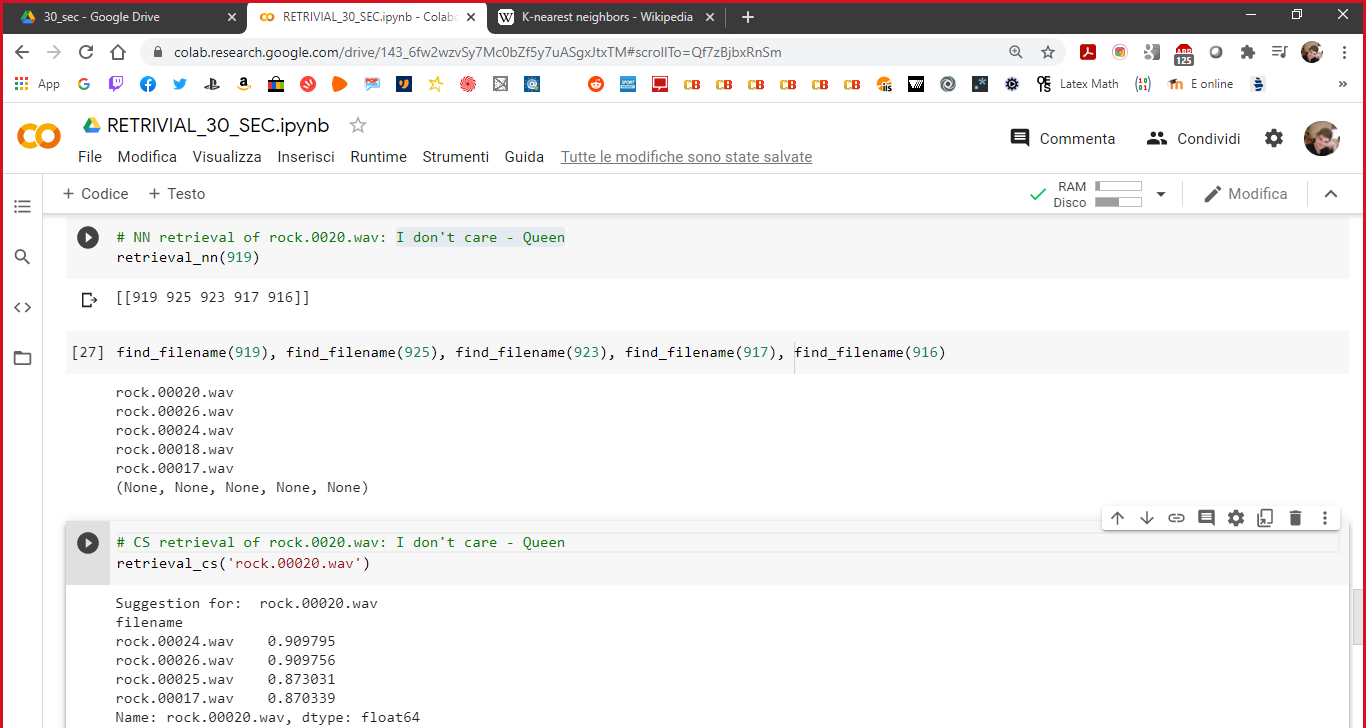 30_sec - Google Drive
RETRIVIAL_30_SEC.ipynb - Colabo
K-nearest neighbors - Wikipedia
colab.research.google.com/drive/143_6fw2wzvSy7Mc0bZf5y7uASgxJtxTM#scrollTo=Qf7zBjbxRnSm
ABP
125
App
Latex Math
E online
RETRIVIAL_30_SEC.ipynb
Commenta
Condividi
File Modifica Visualizza Inserisci Runtime Strumenti Guida Tutte le modifiche sono state salvate
+ Codice + Testo
RAM
Disco
Modifica
# NN retrieval of rock.0020.wav: I don't care - Queen
retrieval_nn(919)
[[919 925 923 917 916]]
[27] find_filename(919), find_filename(925), find_filename(923), find_filename(917), find_filename(916)
rock.00020.wav
rock.00026.wav
rock.00024.wav
rock.00018.wav
rock.00017.wav
(None, None, None, None, None)
# CS retrieval of rock.0020.wav: I don't care - Queen
retrieval_cs('rock.00020.wav')
Suggestion for:  rock.00020.wav
filename
rock.00024.wav    0.909795
rock.00026.wav    0.909756
rock.00025.wav    0.873031
rock.00017.wav    0.870339
Name: rock.00020.wav, dtype: float64